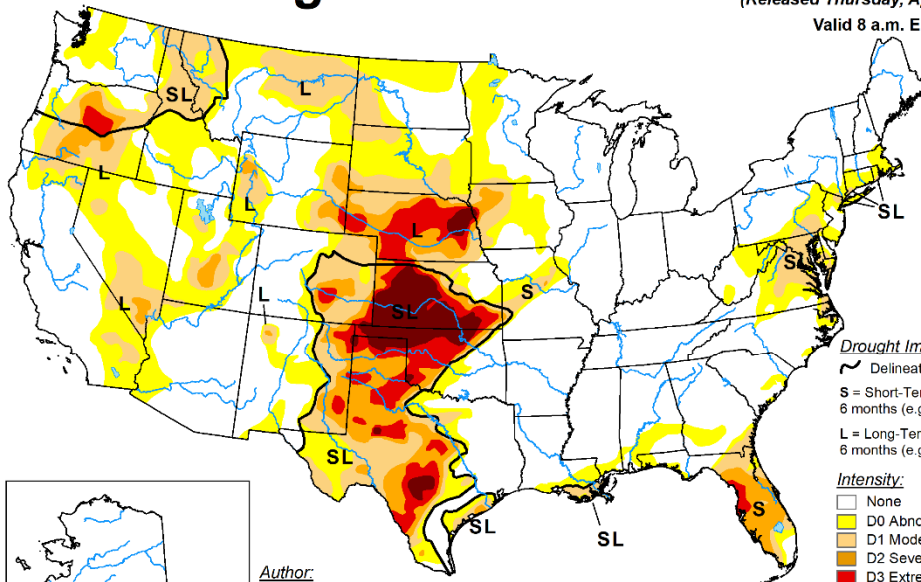 (Released Thursday, A
Valid 8 a.m. E
SL
L
L
L
L
SL
L
S
SL
L
SL
SL
SL
SL
S
Drought Im
Delineat
S = Short-Ter
6 months (e.g
L = Long-Ter
6 months (e.g
Intensity:
None
D0 Abno
D1 Mode
D2 Seve
D3 Extre
Author: